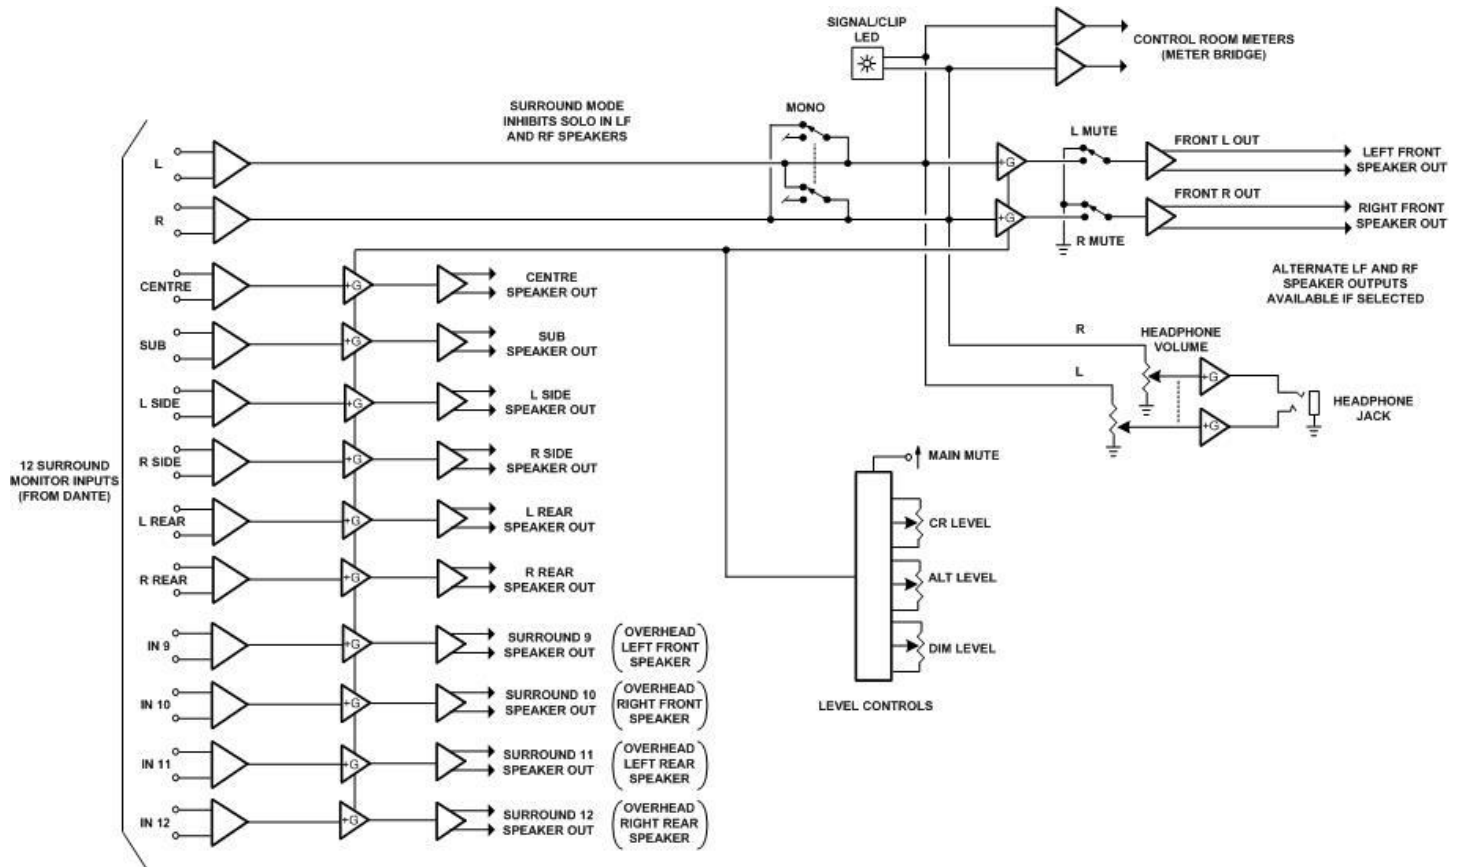 SIGNAL/CLIP
LED
CONTROL ROOM METERS
(METER BRIDGE)
SURROUND MODE
INHIBITS SOLO IN LF
AND RF SPEAKERS
MONO
L MUTE
L
+G
FRONT L OUT
LEFT FRONT
SPEAKER OUT
R
+G
R MUTE
FRONT R OUT
RIGHT FRONT
SPEAKER OUT
ALTERNATE LF AND RF
SPEAKER OUTPUTS
AVAILABLE IF SELECTED
12 SURROUND
MONITOR INPUTS
(FROM DANTE)
CENTRE
+G
CENTRE
SPEAKER OUT
SUB
+G
SUB
SPEAKER OUT
L SIDE
+G
L SIDE
SPEAKER OUT
R SIDE
+G
R SIDE
SPEAKER OUT
L REAR
+G
L REAR
SPEAKER OUT
R REAR
+G
R REAR
SPEAKER OUT
IN 9
+G
SURROUND 9
SPEAKER OUT
OVERHEAD
LEFT FRONT
SPEAKER
IN 10
+G
SURROUND 10
SPEAKER OUT
OVERHEAD
RIGHT FRONT
SPEAKER
IN 11
+G
SURROUND 11
SPEAKER OUT
OVERHEAD
LEFT REAR
SPEAKER
IN 12
+G
SURROUND 12
SPEAKER OUT
OVERHEAD
RIGHT REAR
SPEAKER
R
L
HEADPHONE
VOLUME
+G
+G
HEADPHONE
JACK
MAIN MUTE
CR LEVEL
ALT LEVEL
DIM LEVEL
LEVEL CONTROLS